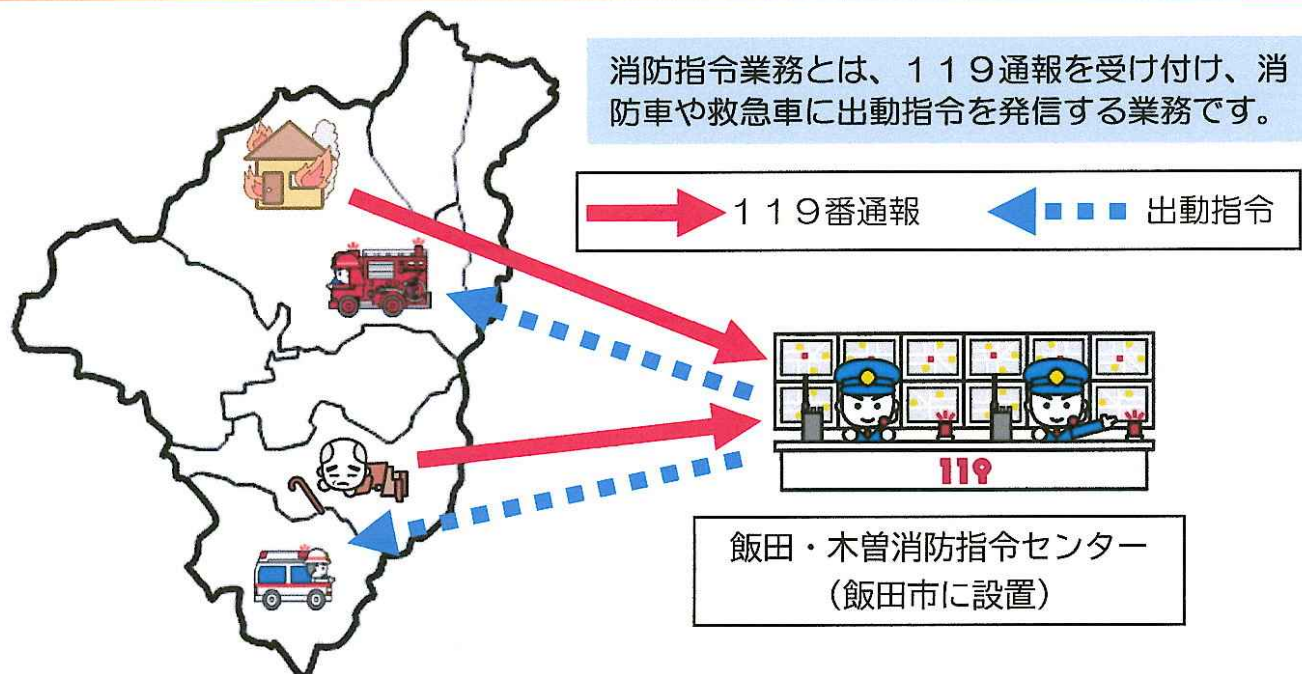 消防指令業務とは、１１９通報を受け付け、消
防車や救急車に出動指令を発信する業務です。
１１９番通報
出動指令
119
飯田・木曽消防指令センター
（飯田市に設置）